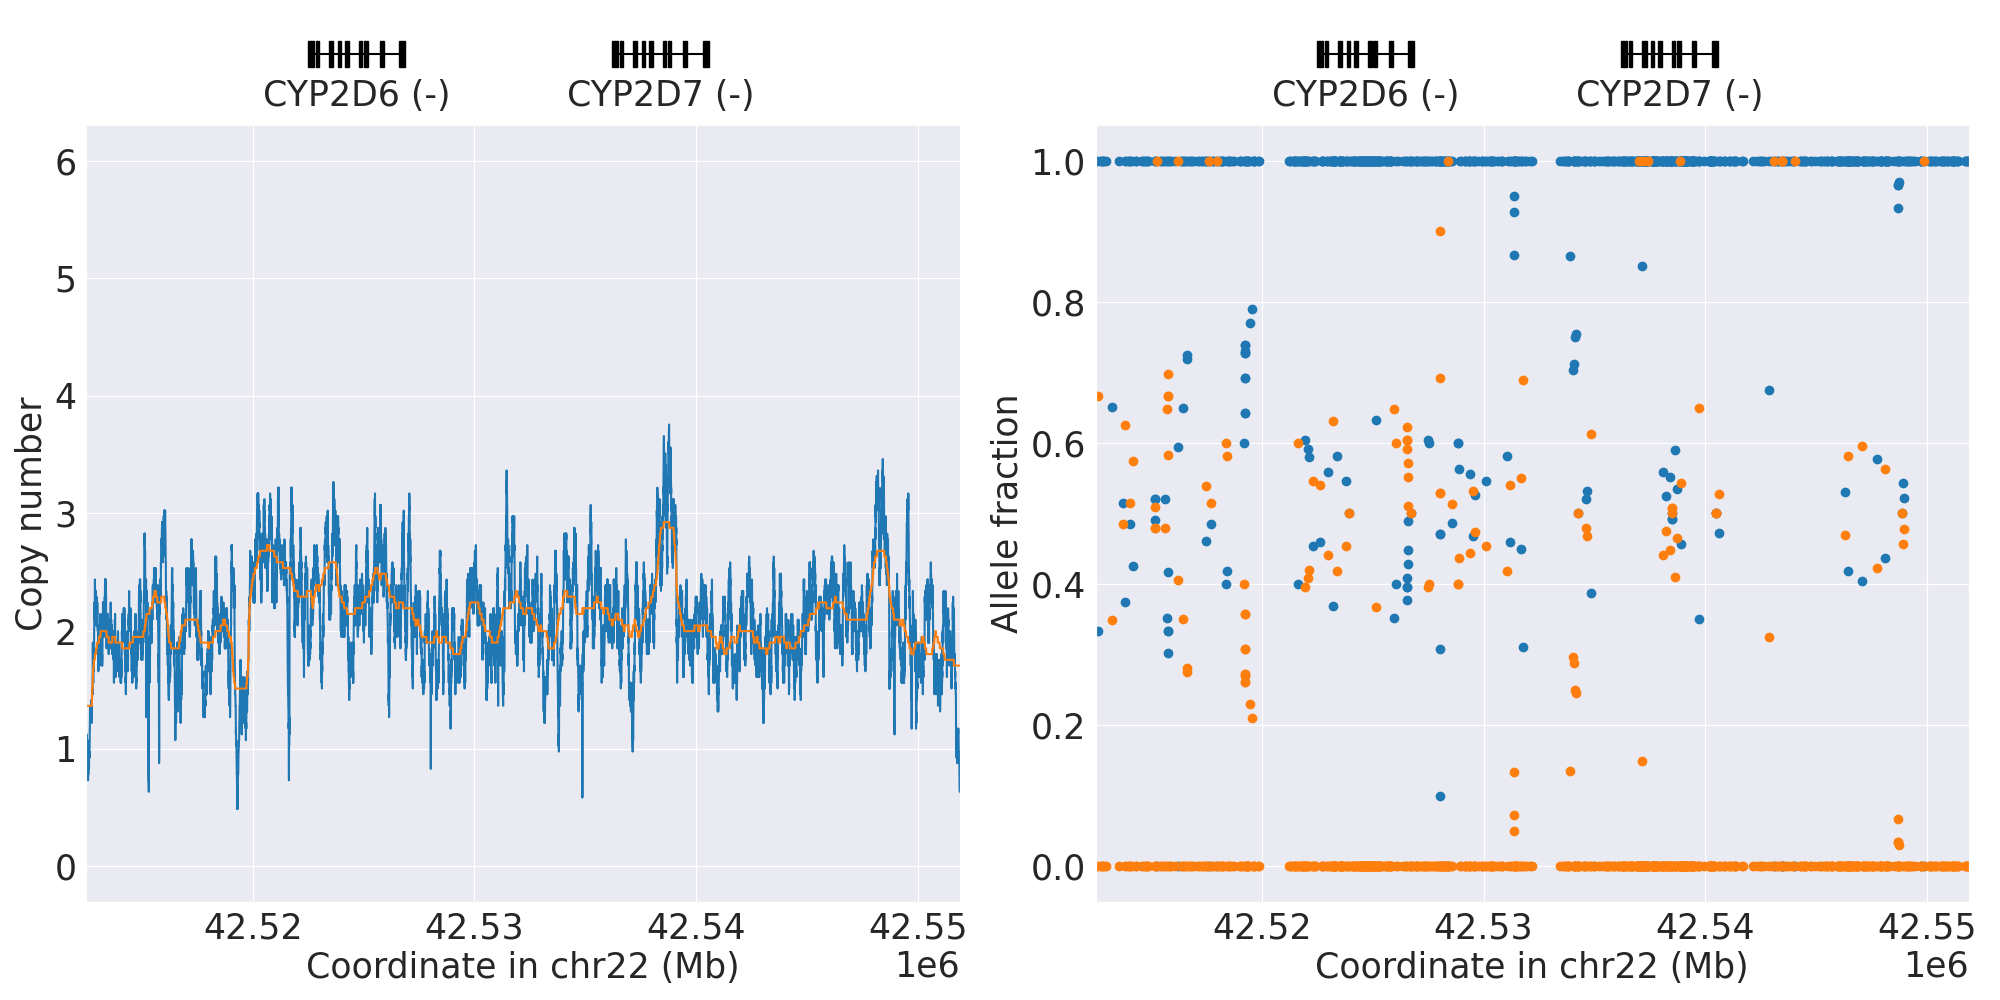 CYP2D6 (-) CYP2D7 (-)
Copy number
6
5
4
3
2
1
0
42.52 42.53 42.54 42.55
Coordinate in chr22 (Mb) 1e6
CYP2D6 (-) CYP2D7 (-)
Allele fraction
1.0
0.8
0.6
0.4
0.2
0.0
42.52 42.53 42.54 42.55
Coordinate in chr22 (Mb) 1e6